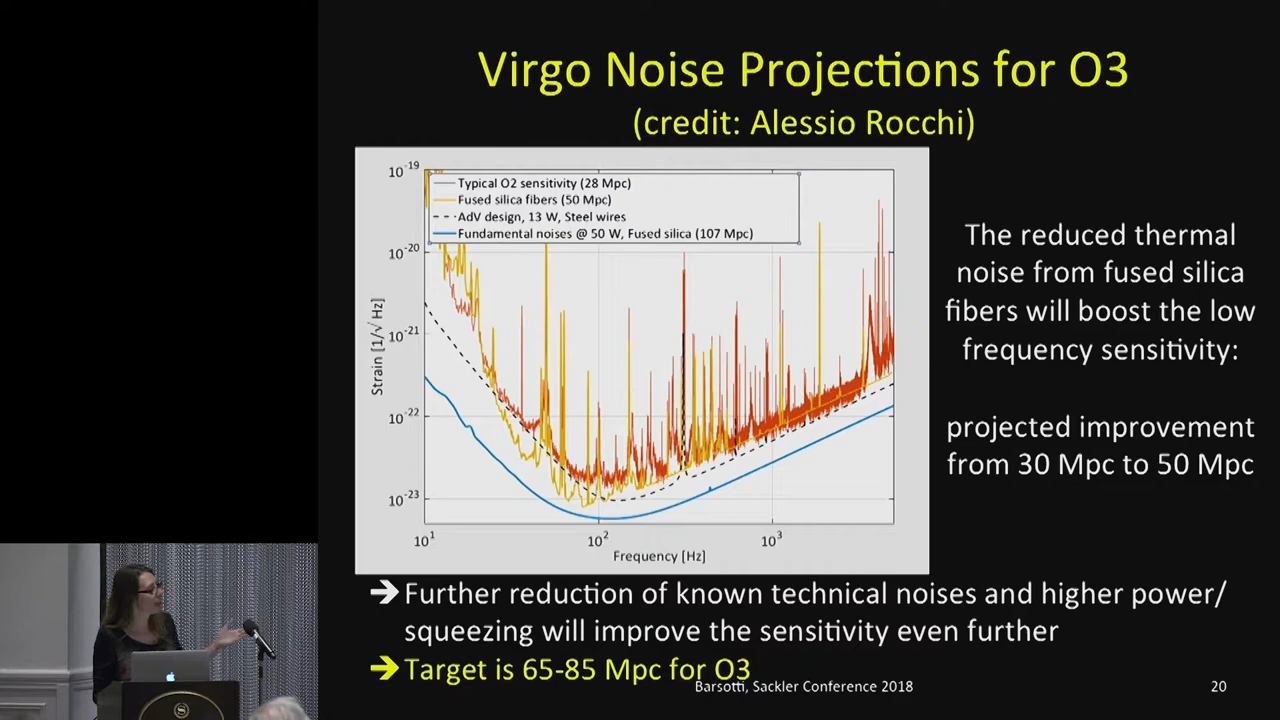 Virgo Noise Projections for O3
(credit: Alessio Rocchi)
10-19
10-20
10-21
10-22
10-23
Strain [1/√ Hz]
Typical O2 sensitivity (28 Mpc)
Fused silica fibers (50 Mpc)
AdV design, 13 W, Steel wires
Fundamental noises @ 50 W, Fused silica (107 Mpc)
10¹ 10² 10³
Frequency [Hz]
The reduced thermal
noise from fused silica
fibers will boost the low
frequency sensitivity:
projected improvement
from 30 Mpc to 50 Mpc
➔ Further reduction of known technical noises and higher power/
squeezing will improve the sensitivity even further
➔ Target is 65-85 Mpc for O3
Barsotti, Sackler Conference 2018
20